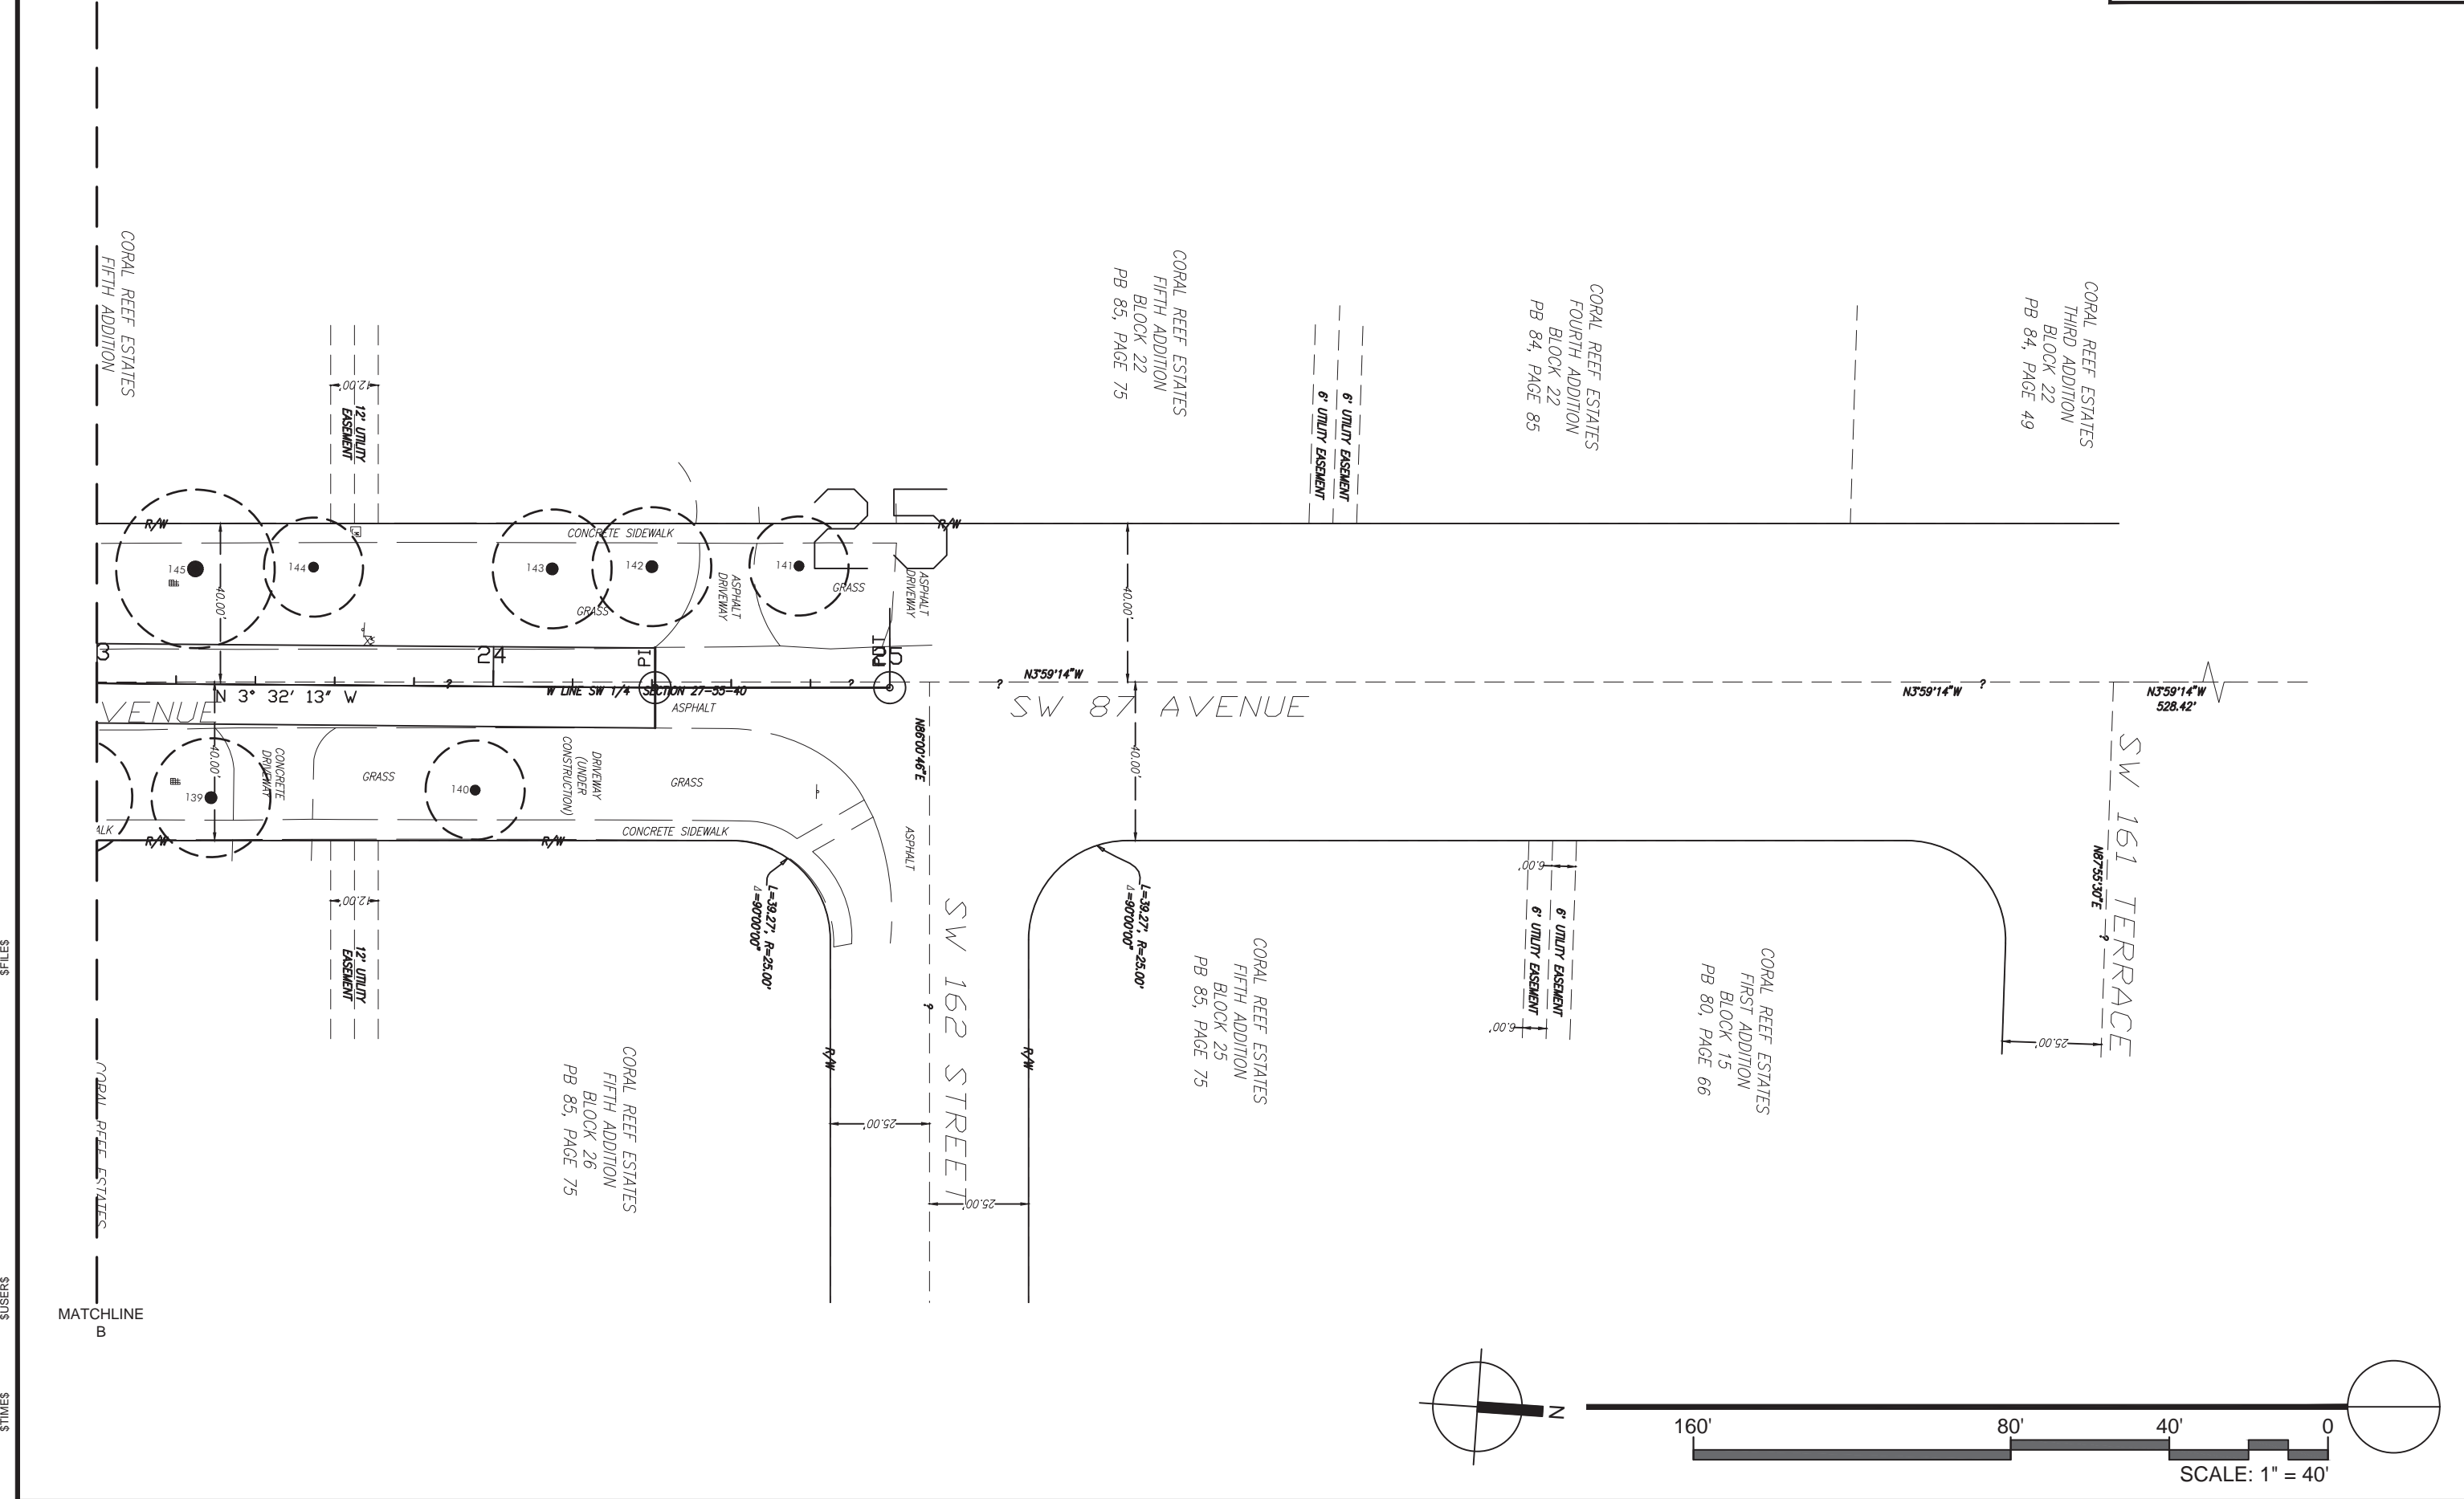 CORAL REEF ESTATES
FIFTH ADDITION
12.00'
12' UTILITY
EASEMENT
CORAL REEF ESTATES
FIFTH ADDITION
BLOCK 22
PB 85, PAGE 75
6' UTILITY EASEMENT
6' UTILITY EASEMENT
CORAL REEF ESTATES
FOURTH ADDITION
BLOCK 22
PB 84, PAGE 85
CORAL REEF ESTATES
THIRD ADDITION
BLOCK 22
PB 84, PAGE 49
R/W
CONCRETE SIDEWALK
25
R/W
145
144
143
142
141
40.00'
GRASS
ASPHALT
DRIVEWAY
GRASS
ASPHALT
DRIVEWAY
40.00'
3
24
PI
N 3° 32' 13" W
?
W LINE SW 1/4 SECTION 27-55-40
?
?
N3°59'14"W
N3°59'14"W
?
N3°59'14"W
528.42'
VENUE
ASPHALT
SW 87 AVENUE
40.00'
CONCRETE
DRIVEWAY
GRASS
DRIVEWAY
(UNDER
CONSTRUCTION)
GRASS
N86°00'46"E
40.00'
139
140
ALK
R/W
R/W
CONCRETE SIDEWALK
ASPHALT
12.00'
12' UTILITY
EASEMENT
L=39.27', R=25.00'
Δ=90°00'00"
L=39.27', R=25.00'
Δ=90°00'00"
6.00'
6' UTILITY EASEMENT
6' UTILITY EASEMENT
6.00'
N87°55'30"E
?
SW 161 TERRACE
25.00'
SW 162 STREET
?
R/W
R/W
25.00'
25.00'
CORAL REEF ESTATES
FIFTH ADDITION
BLOCK 25
PB 85, PAGE 75
CORAL REEF ESTATES
FIRST ADDITION
BLOCK 15
PB 80, PAGE 66
CORAL REEF ESTATES
FIFTH ADDITION
BLOCK 26
PB 85, PAGE 75
CORAL REEF ESTATES
$FILES$
$USERS$
$TIMES$
MATCHLINE
B
N
160'
80'
40'
0
SCALE: 1" = 40'